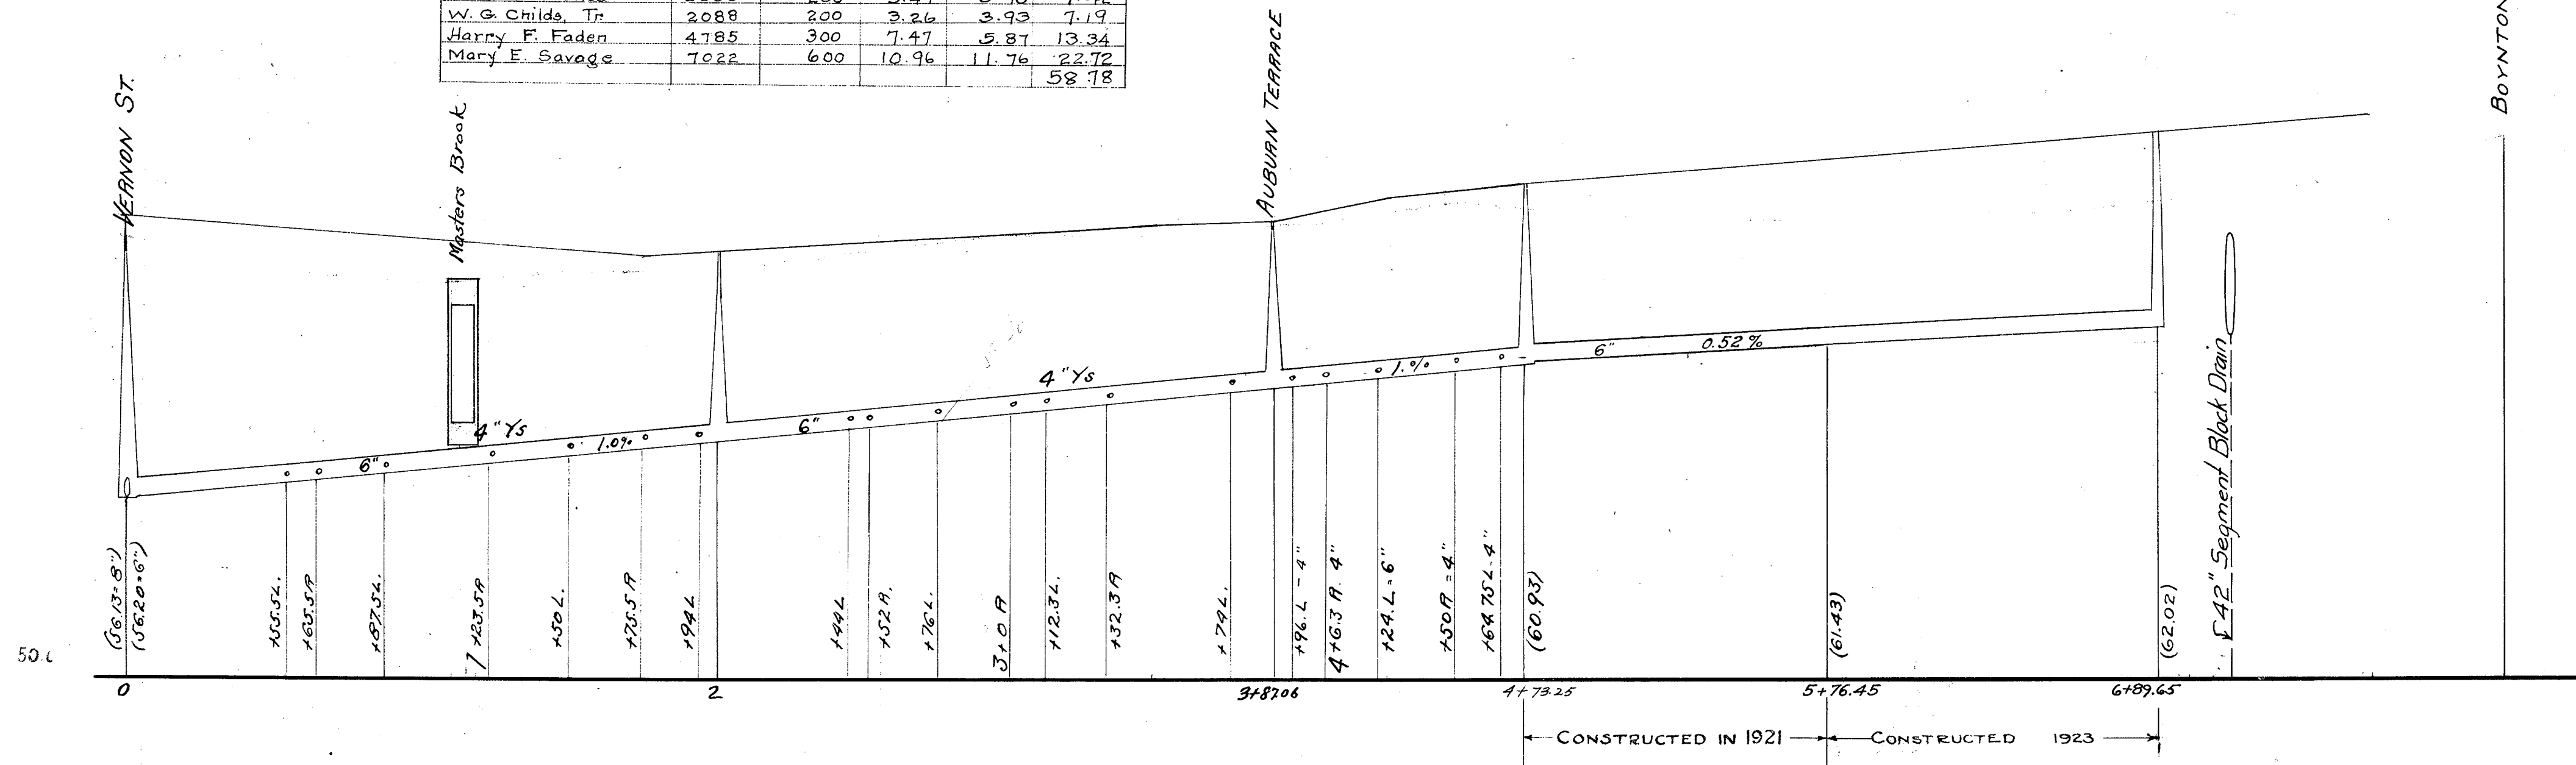 W. G. Childs, Tr 2088 200 3.26 3.93 7.19
Harry F. Faden 4785 300 7.47 5.87 13.34
Mary E. Savage 7022 600 10.96 11.76 22.72
58.78
VERNON ST.
Masters Brook
AUBURN TERRACE
BOYNTON
4"Ys
6"
1.0%
6"
4"Ys
1.%
6"
0.52%
(56.13=8")
(56.20=6")
+55.5L.
+65.5R
+87.5L.
1+23.5R
+50L.
+75.5R
+94L
+44L
+52R.
+76L.
3+0R
+12.3L.
+32.3R
+74L.
+96.L-4"
4+6.3R.4"
+24.L=6"
+50R=4"
+64.75L-4"
(60.93)
(61.43)
(62.02)
42" Segment Block Drain
0
2
3+87.06
4+73.25
5+76.45
6+89.65
CONSTRUCTED IN 1921
CONSTRUCTED 1923